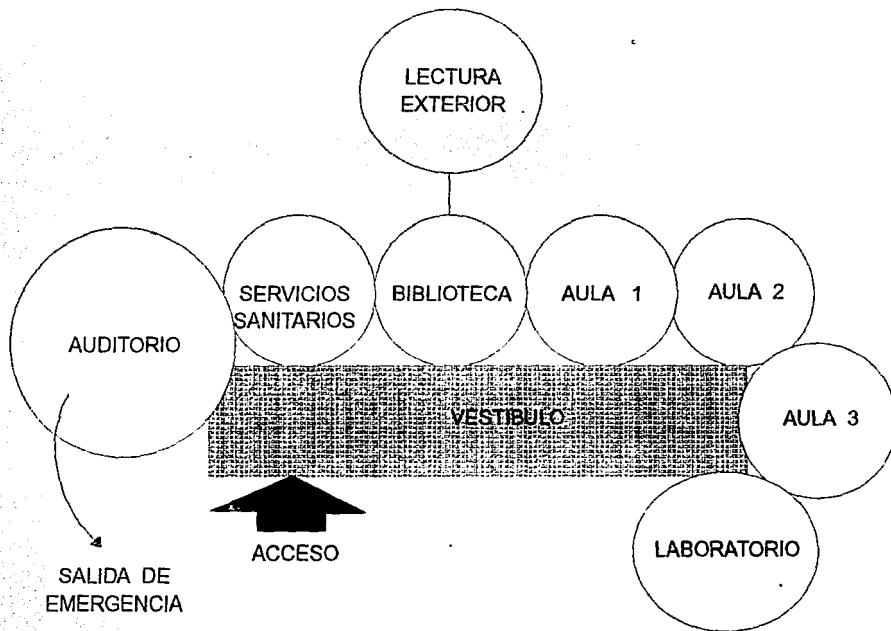 LECTURA
EXTERIOR
SERVICIOS
SANITARIOS
BIBLIOTECA
AULA 1
AULA 2
AUDITORIO
VESTIBULO
AULA 3
ACCESO
LABORATORIO
SALIDA DE
EMERGENCIA